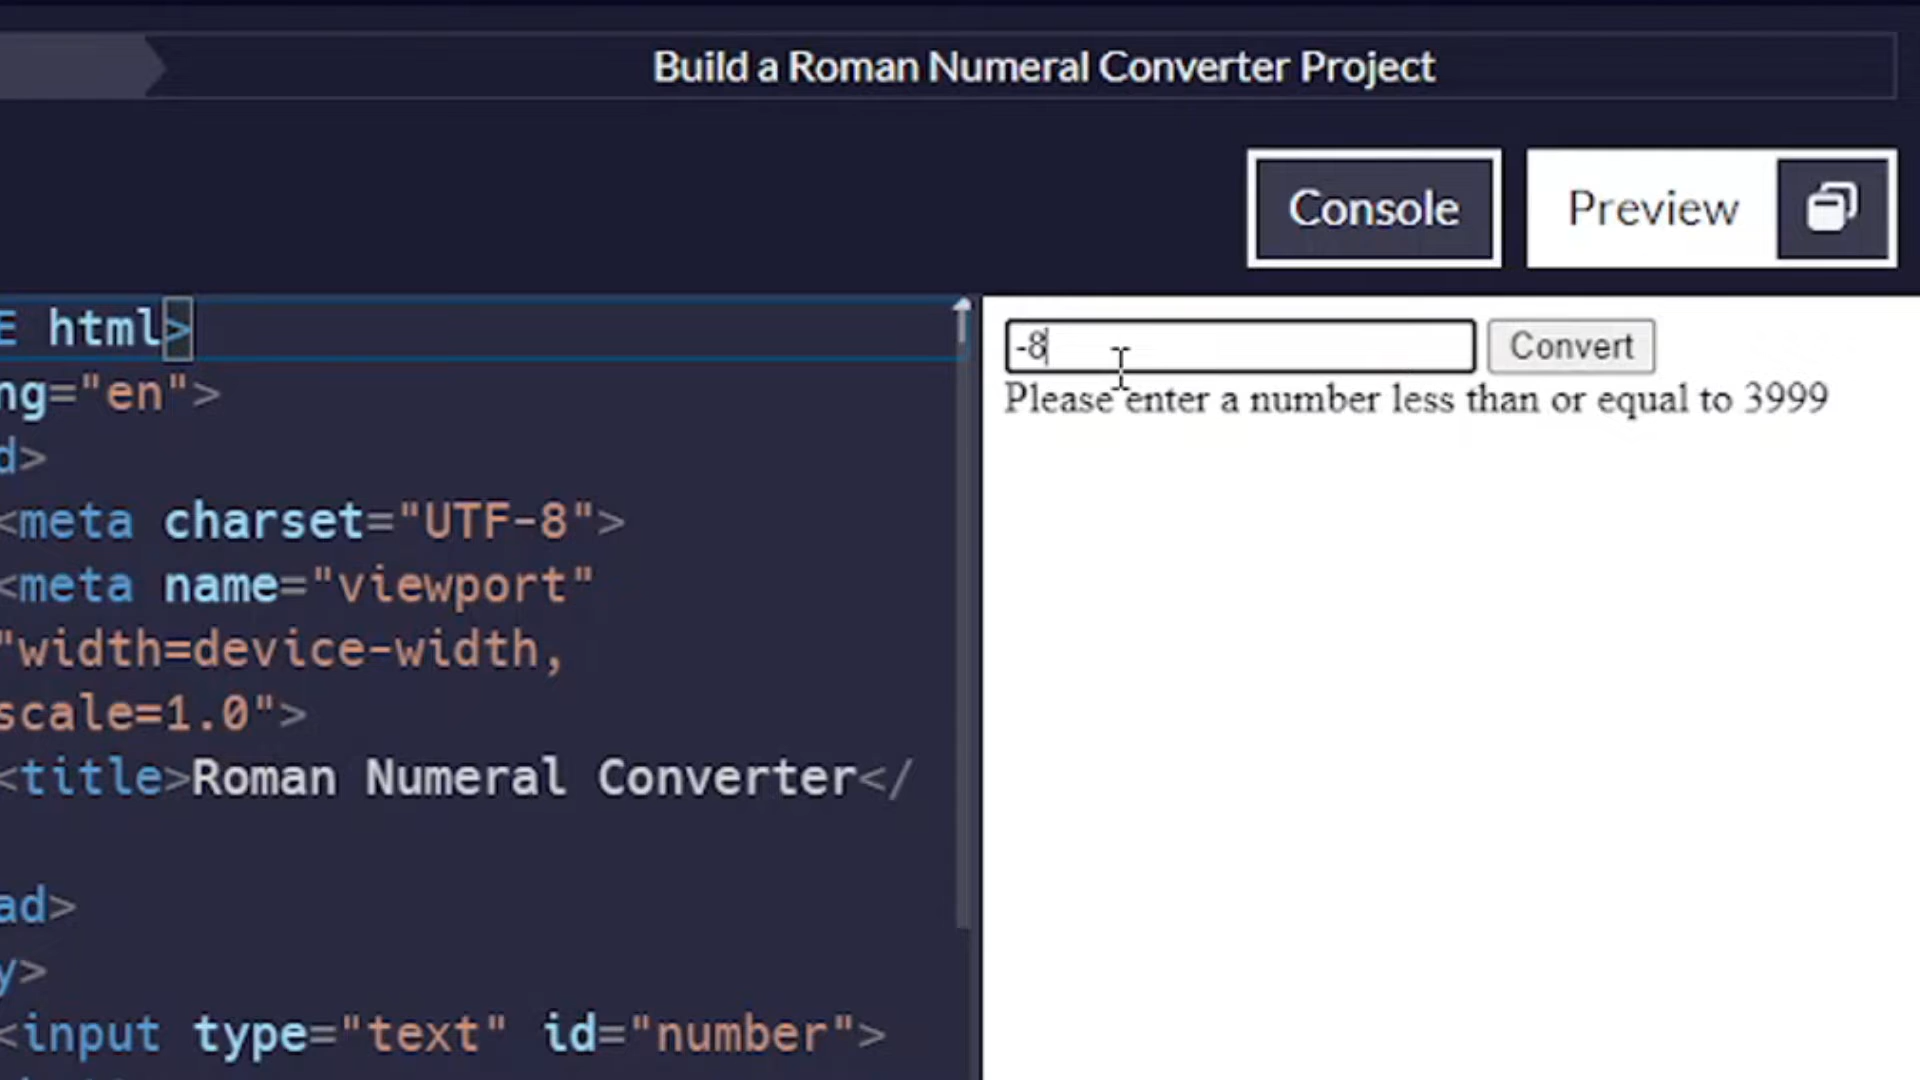 Build a Roman Numeral Converter Project
Console
Preview
E html>
ng="en">
d>
<meta charset="UTF-8">
<meta name="viewport"
"width=device-width,
scale=1.0">
<title>Roman Numeral Converter</
ad>
y>
<input type="text" id="number">
-8
Convert
Please enter a number less than or equal to 3999